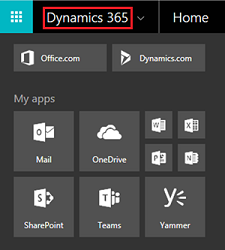 Dynamics 365 Home
Office.com Dynamics.com
My apps
Mail OneDrive
SharePoint Teams Yammer